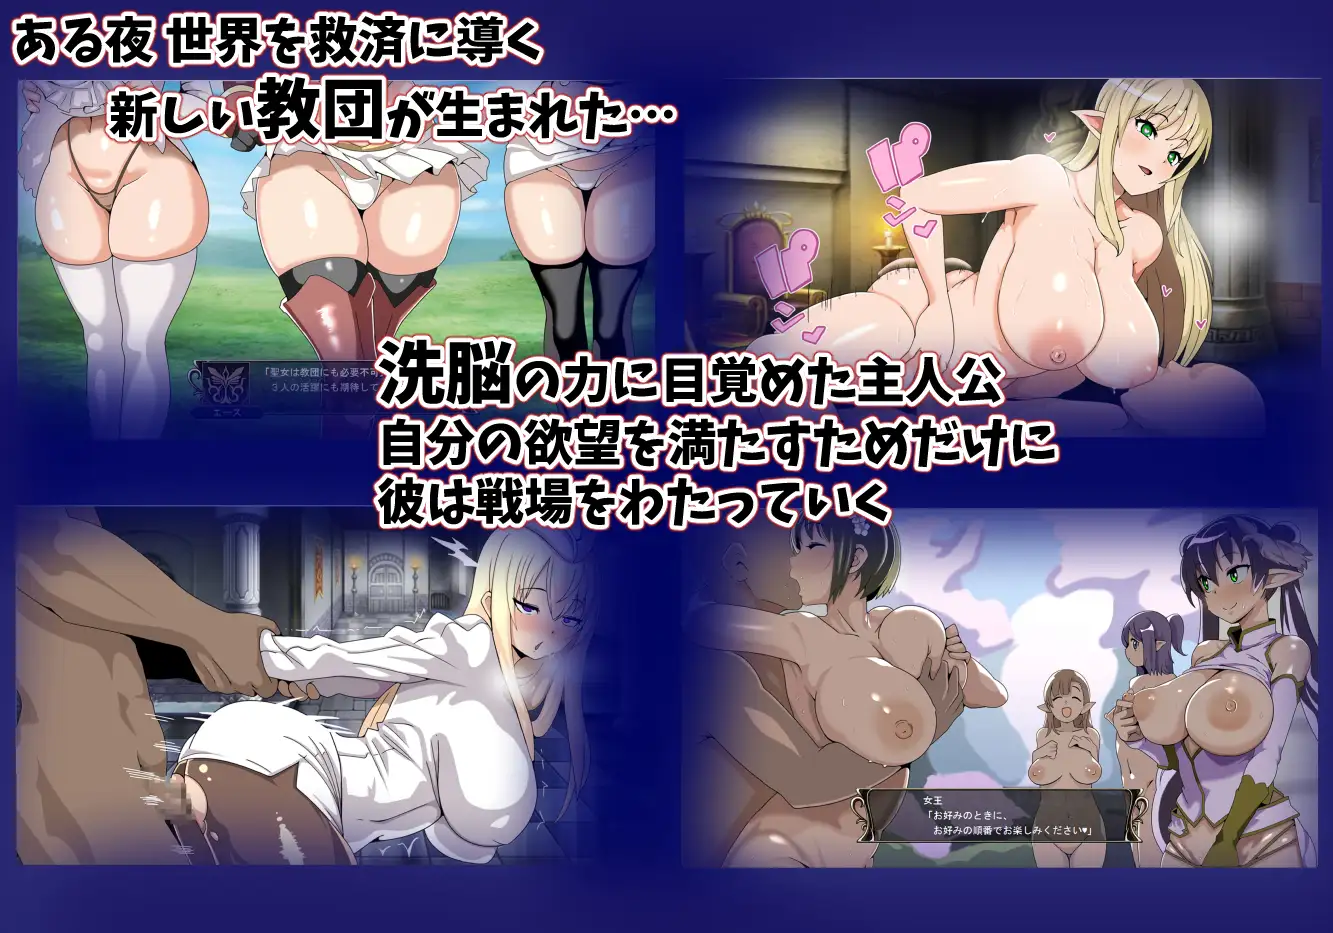 ある夜 世界を救済に導く
新しい教団が生まれた…
パンパン
「聖女は教団にも必要不可
3人の活躍にも期待して
エース
洗脳の力に目覚めた主人公
自分の欲望を満たすためだけに
彼は戦場をわたっていく
女王
「お好みのときに、
お好みの順番でお楽しみください♥」